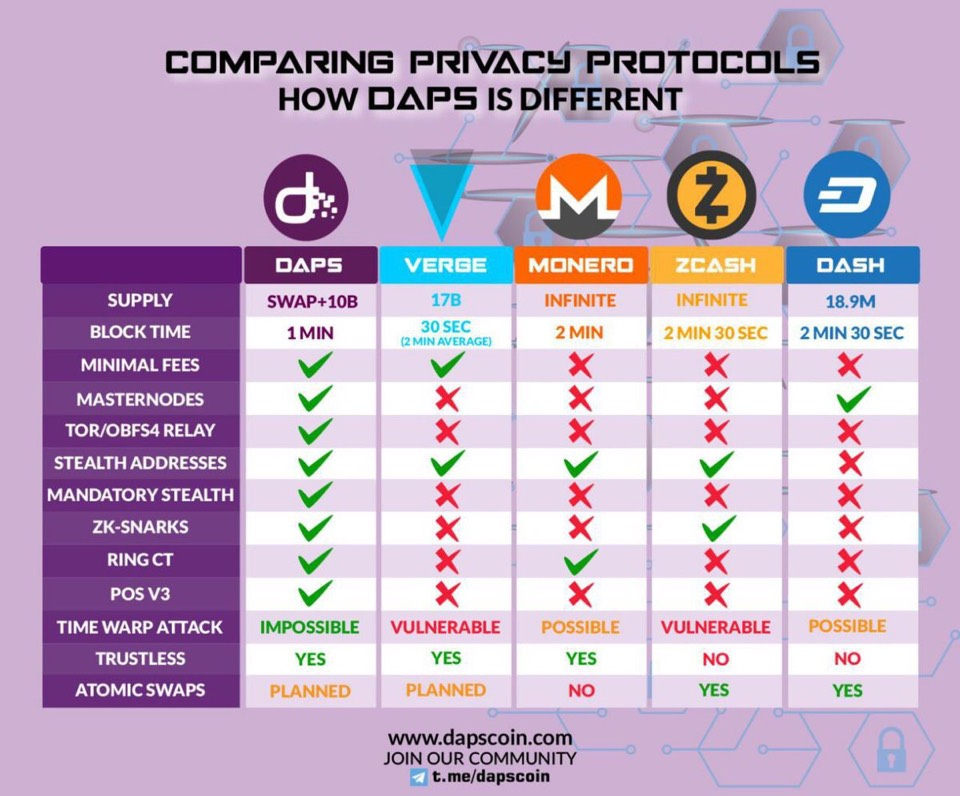 COMPARING PRIVACY PROTOCOLS
HOW DAPS IS DIFFERENT
DAPS VERGE MONERO ZCASH DASH
SUPPLY SWAP+10B 17B INFINITE INFINITE 18.9M
BLOCK TIME 1 MIN 30 SEC (2 MIN AVERAGE) 2 MIN 2 MIN 30 SEC 2 MIN 30 SEC
MINIMAL FEES
MASTERNODES
TOR/OBFS4 RELAY
STEALTH ADDRESSES
MANDATORY STEALTH
ZK-SNARKS
RING CT
POS V3
TIME WARP ATTACK IMPOSSIBLE VULNERABLE POSSIBLE VULNERABLE POSSIBLE
TRUSTLESS YES YES YES NO NO
ATOMIC SWAPS PLANNED PLANNED NO YES YES
www.dapscoin.com
JOIN OUR COMMUNITY
t.me/dapscoin